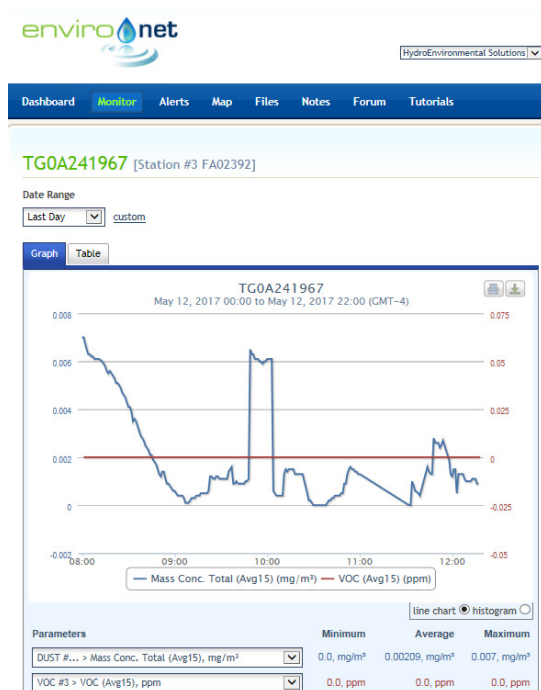 enviro net
HydroEnvironmental Solutions
Dashboard Monitor Alerts Map Files Notes Forum Tutorials
TG0A241967 [Station #3 FA02392]
Date Range
Last Day custom
Graph Table
TG0A241967
May 12, 2017 00:00 to May 12, 2017 22:00 (GMT-4)
0.008 0.075
0.006 0.05
0.004 0.025
0.002 0
0 -0.025
-0.002 -0.05
08:00 09:00 10:00 11:00 12:00
Mass Conc. Total (Avg15) (mg/m³) VOC (Avg15) (ppm)
line chart histogram
Parameters Minimum Average Maximum
DUST #... > Mass Conc. Total (Avg15), mg/m³ 0.0, mg/m³ 0.00209, mg/m³ 0.007, mg/m³
VOC #3 > VOC (Avg15), ppm 0.0, ppm 0.0, ppm 0.0, ppm